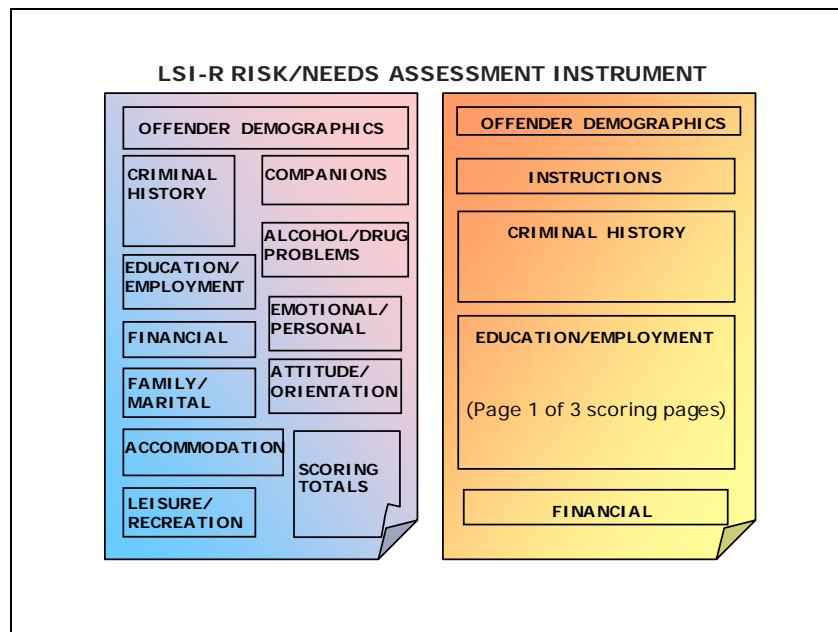 LSI-R RISK/NEEDS ASSESSMENT INSTRUMENT
OFFENDER DEMOGRAPHICS
CRIMINAL
HISTORY
EDUCATION/
EMPLOYMENT
FINANCIAL
FAMILY/
MARITAL
ACCOMMODATION
LEISURE/
RECREATION
COMPANIONS
ALCOHOL/DRUG
PROBLEMS
EMOTIONAL/
PERSONAL
ATTITUDE/
ORIENTATION
SCORING
TOTALS
OFFENDER DEMOGRAPHICS
INSTRUCTIONS
CRIMINAL HISTORY
EDUCATION/EMPLOYMENT
(Page 1 of 3 scoring pages)
FINANCIAL